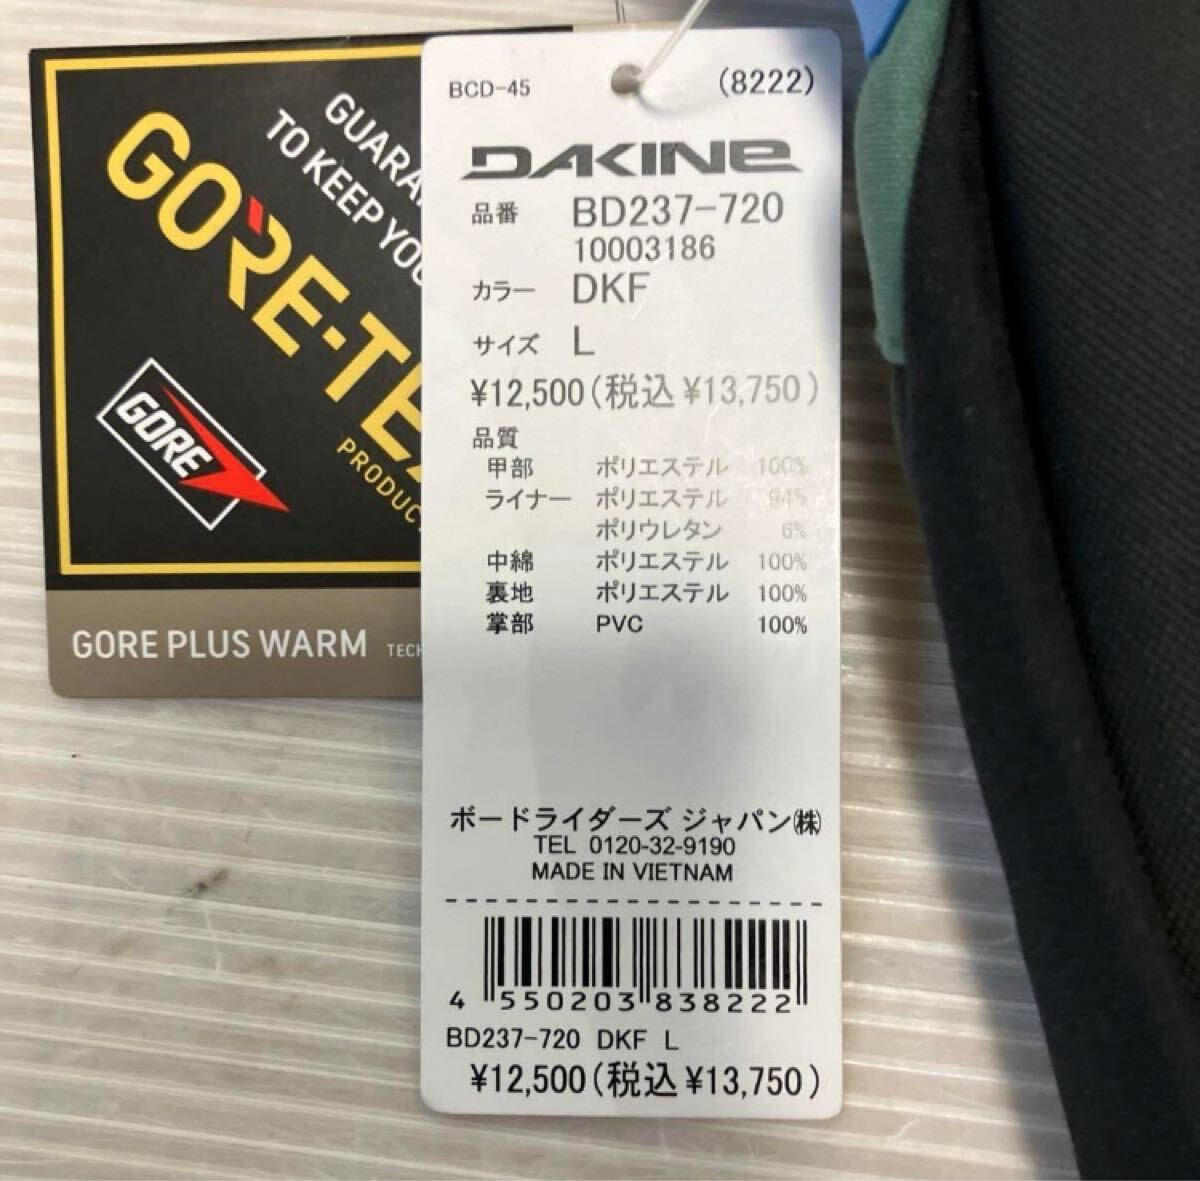 GUARA
TO KEEP YOU
GORE-TEX
PRODUC
GORE
GORE PLUS WARM TECH
BCD-45 (8222)
DAKINE
品番 BD237-720
10003186
カラー DKF
サイズ L
¥12,500(税込¥13,750)
品質
甲部 ポリエステル 100%
ライナー ポリエステル 94%
ポリウレタン 6%
中綿 ポリエステル 100%
裏地 ポリエステル 100%
掌部 PVC 100%
ボードライダーズ ジャパン㈱
TEL 0120-32-9190
MADE IN VIETNAM
4 550203 838222
BD237-720 DKF L
¥12,500(税込¥13,750)